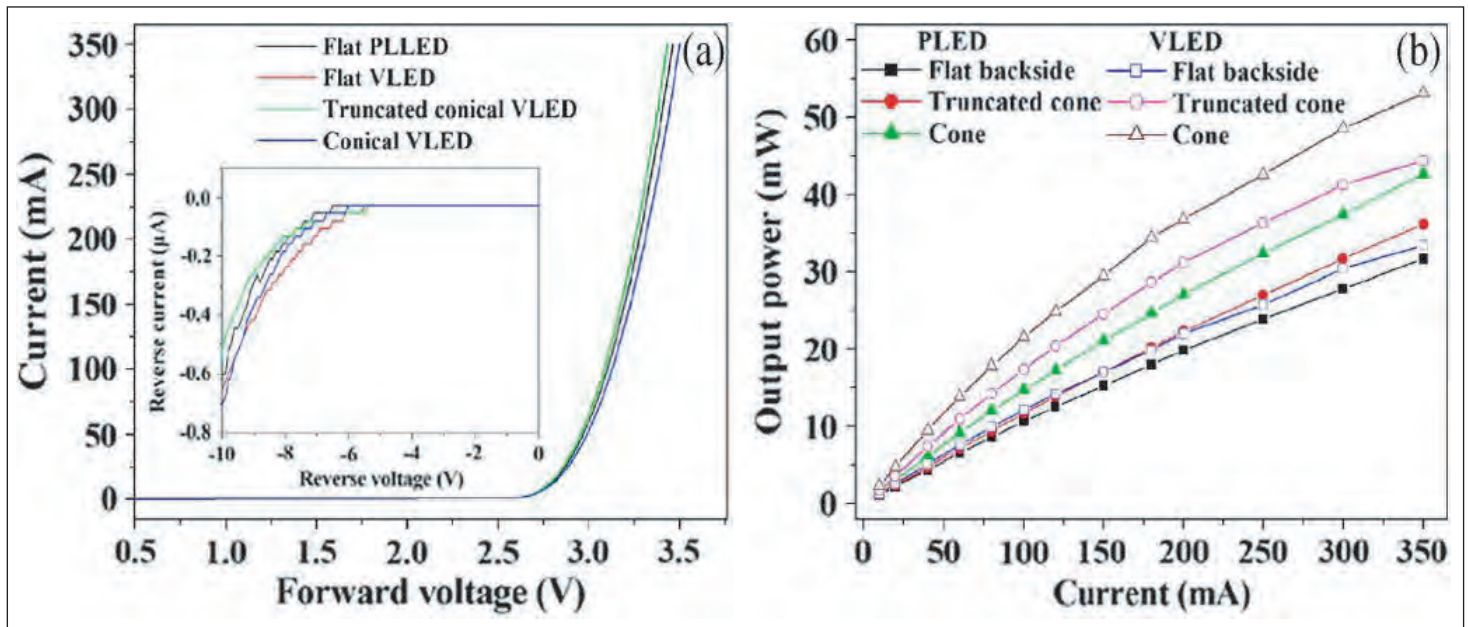 (a)
Flat PLLED
Flat VLED
Truncated conical VLED
Conical VLED
Current (mA)
350
300
250
200
150
100
50
0
0.5 1.0 1.5 2.0 2.5 3.0 3.5
Forward voltage (V)
Reverse current (μA)
0.0
-0.2
-0.4
-0.6
-0.8
-10 -8 -6 -4 -2 0
Reverse voltage (V)
(b)
PLED VLED
Flat backside Flat backside
Truncated cone Truncated cone
Cone Cone
Output power (mW)
60
50
40
30
20
10
0
0 50 100 150 200 250 300 350
Current (mA)